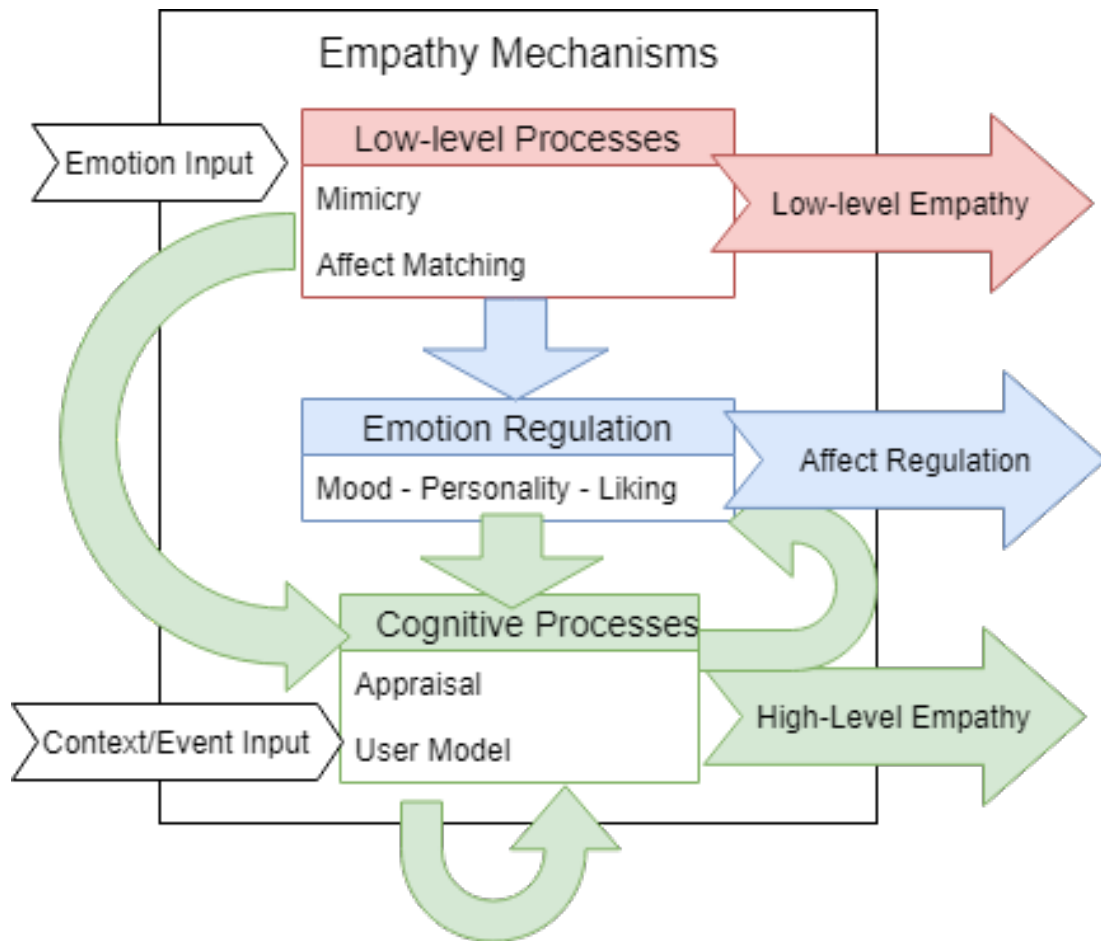 Empathy Mechanisms
Emotion Input
Low-level Processes
Mimicry
Affect Matching
Low-level Empathy
Emotion Regulation
Mood - Personality - Liking
Affect Regulation
Cognitive Processes
Appraisal
User Model
Context/Event Input
High-Level Empathy